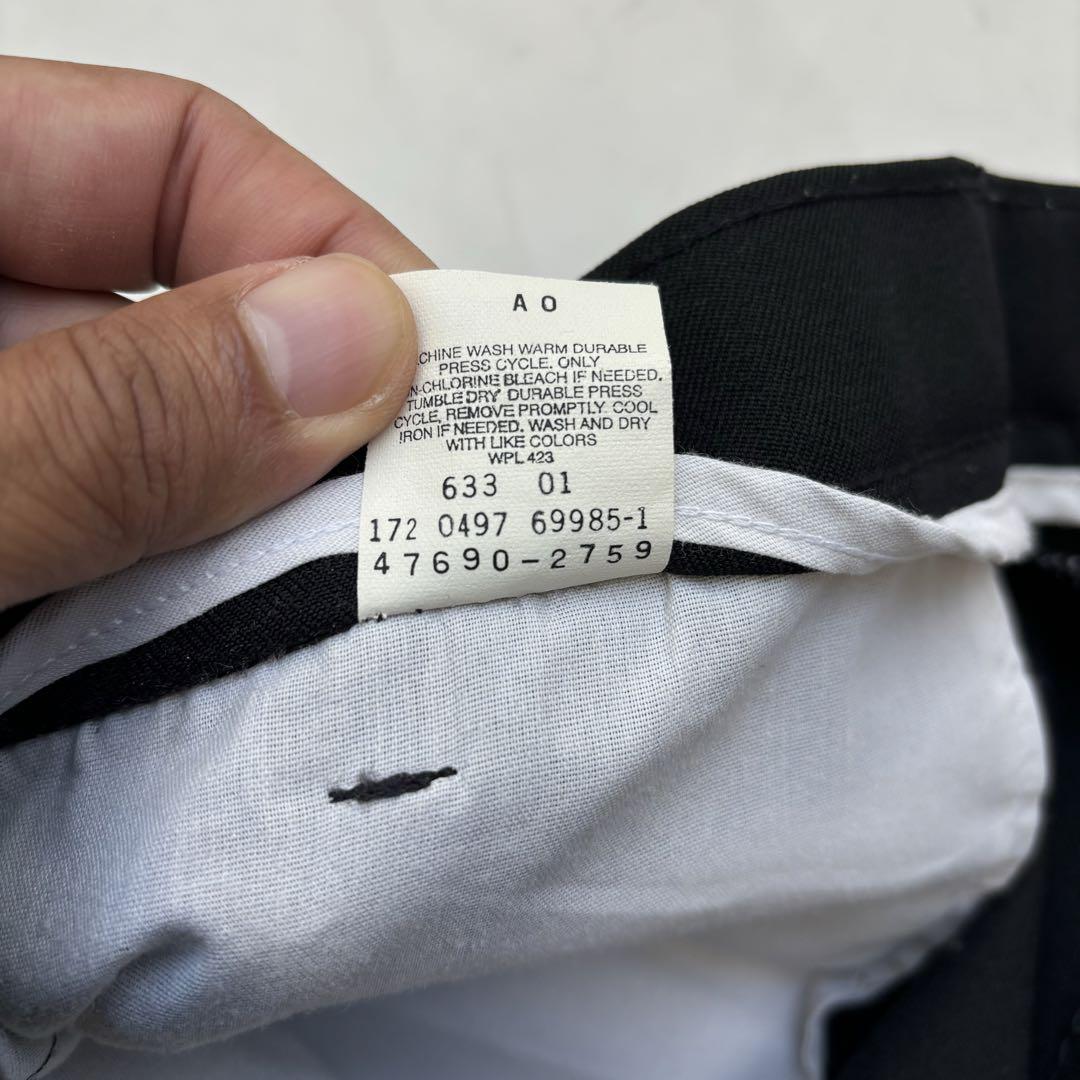 A O
CHINE WASH WARM DURABLE
PRESS CYCLE. ONLY
N-CHLORINE BLEACH IF NEEDED.
TUMBLE DRY DURABLE PRESS
CYCLE, REMOVE PROMPTLY. COOL
IRON IF NEEDED. WASH AND DRY
WITH LIKE COLORS
WPL 423
633 01
172 0497 69985-1
47690-2759